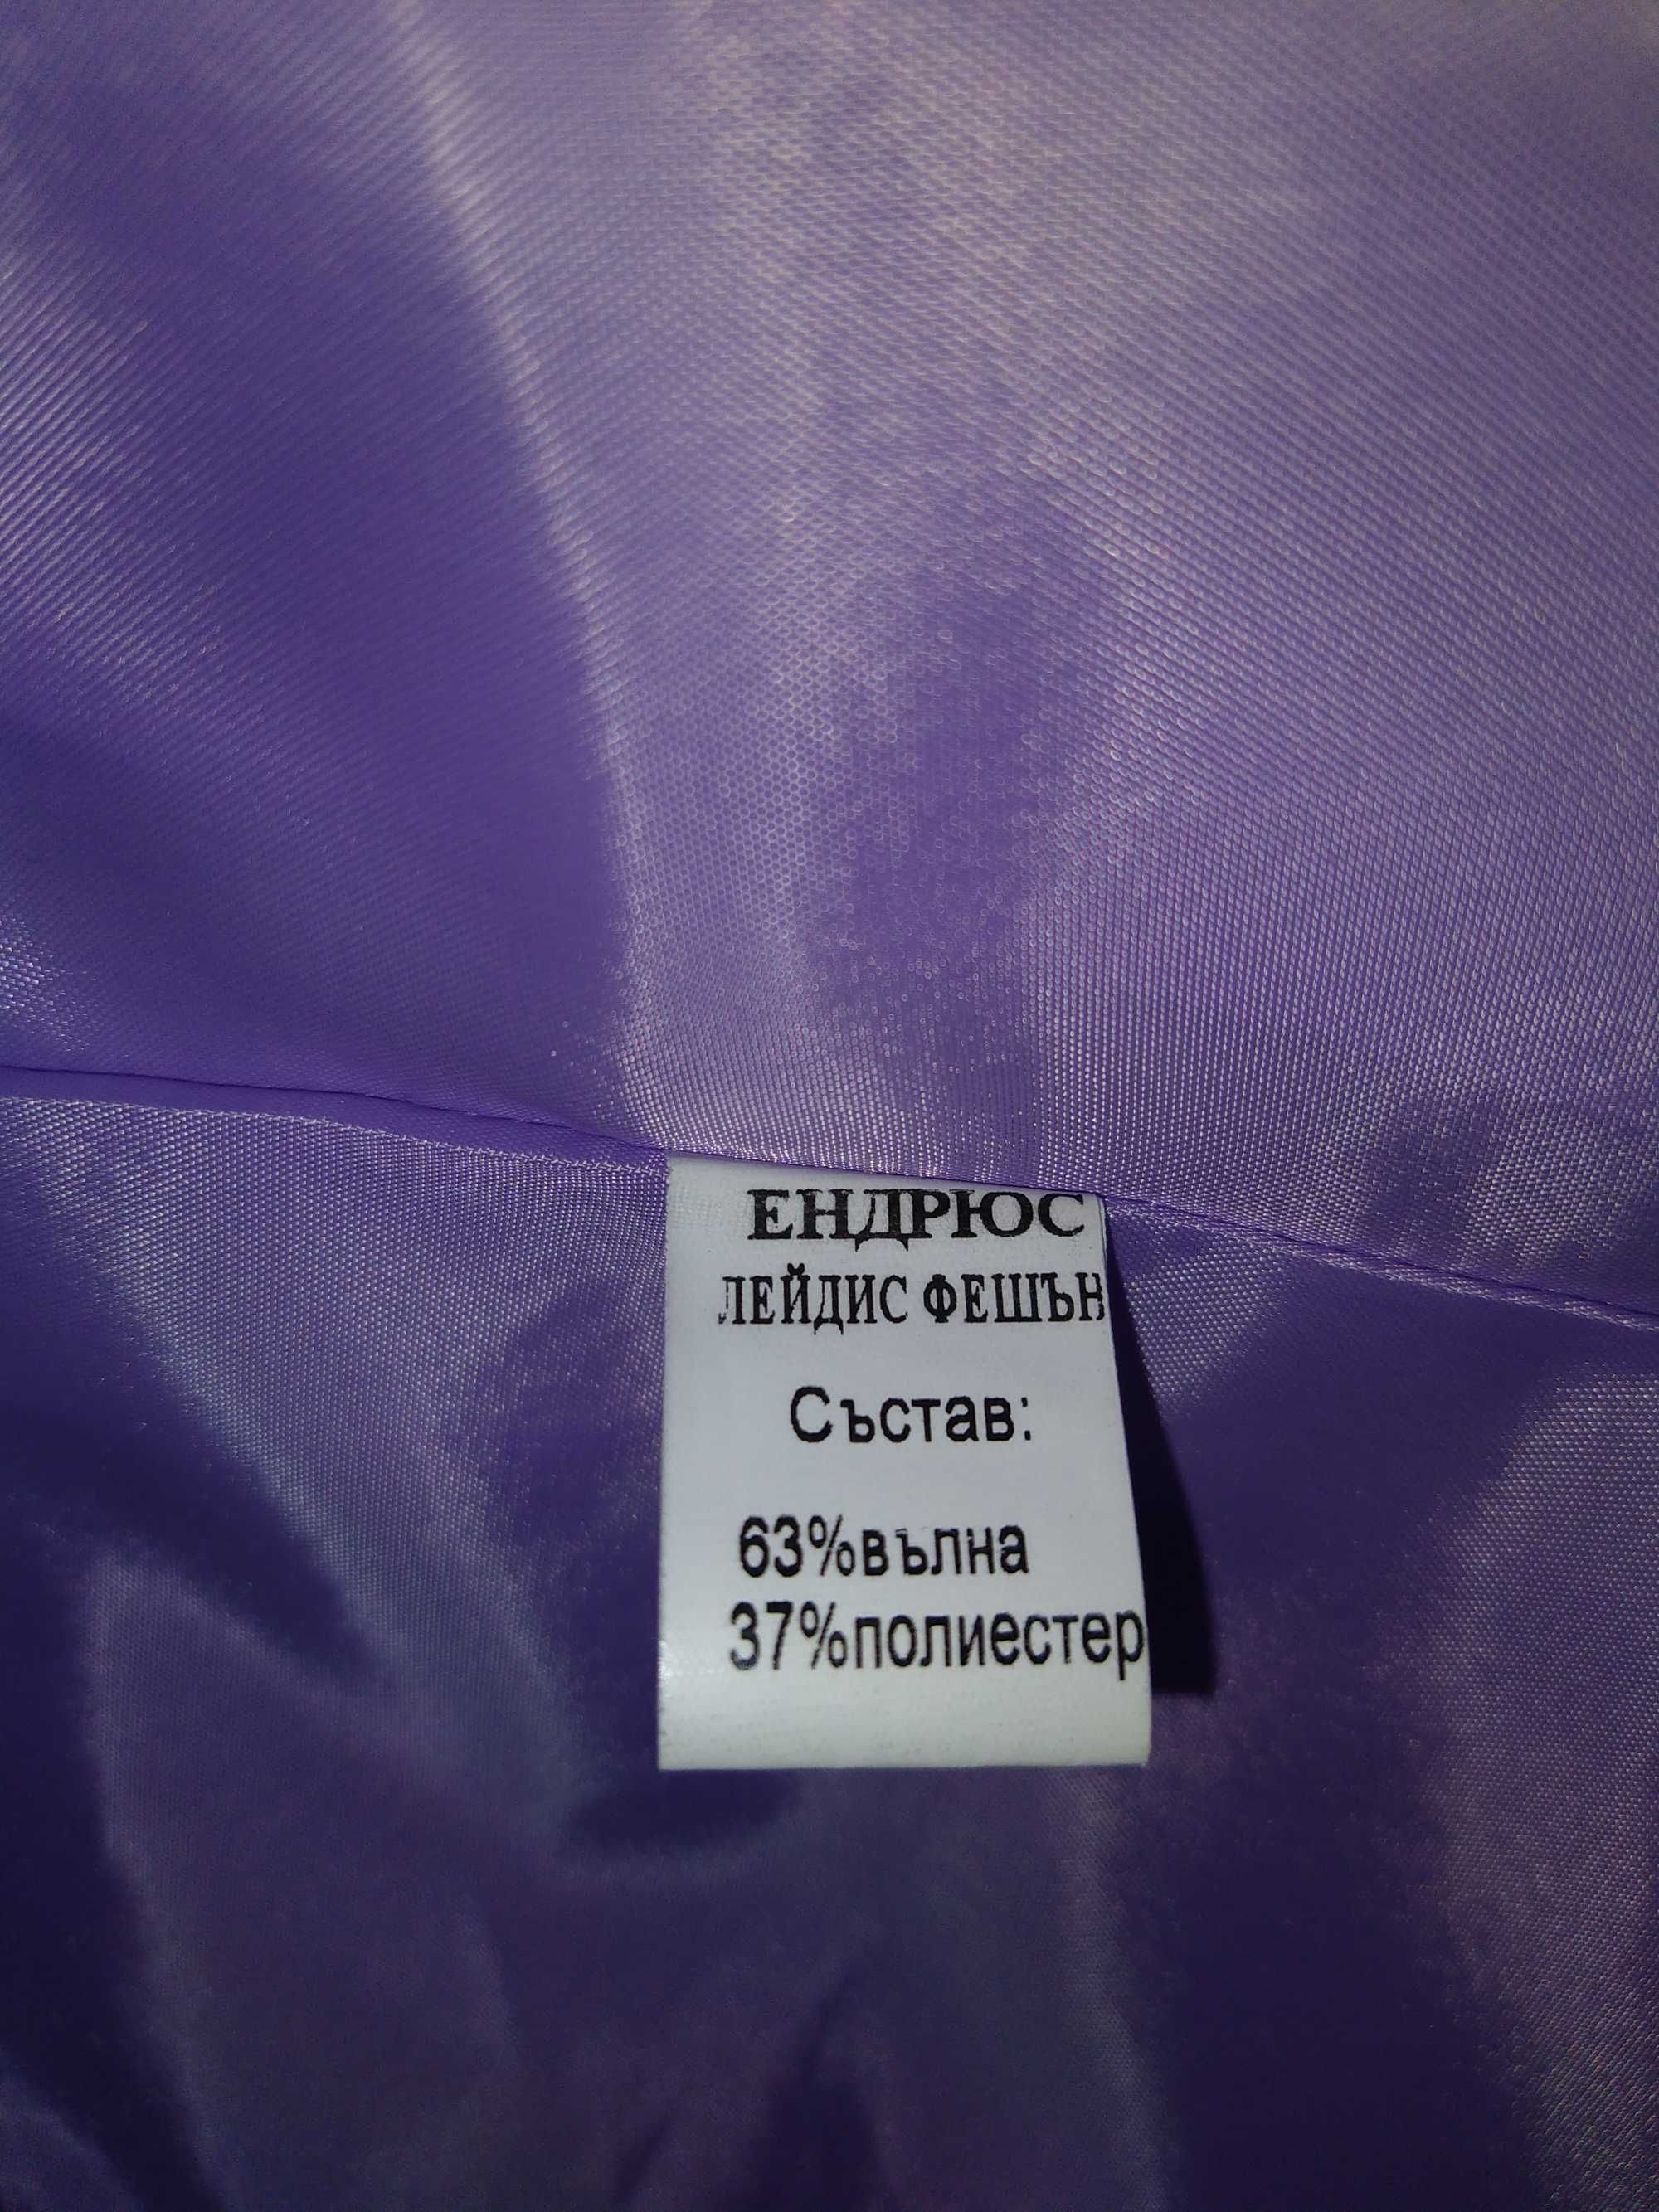 ЕНДРЮС
ЛЕЙДИС ФЕШЪН
Състав:
63%вълна
37%полиестер